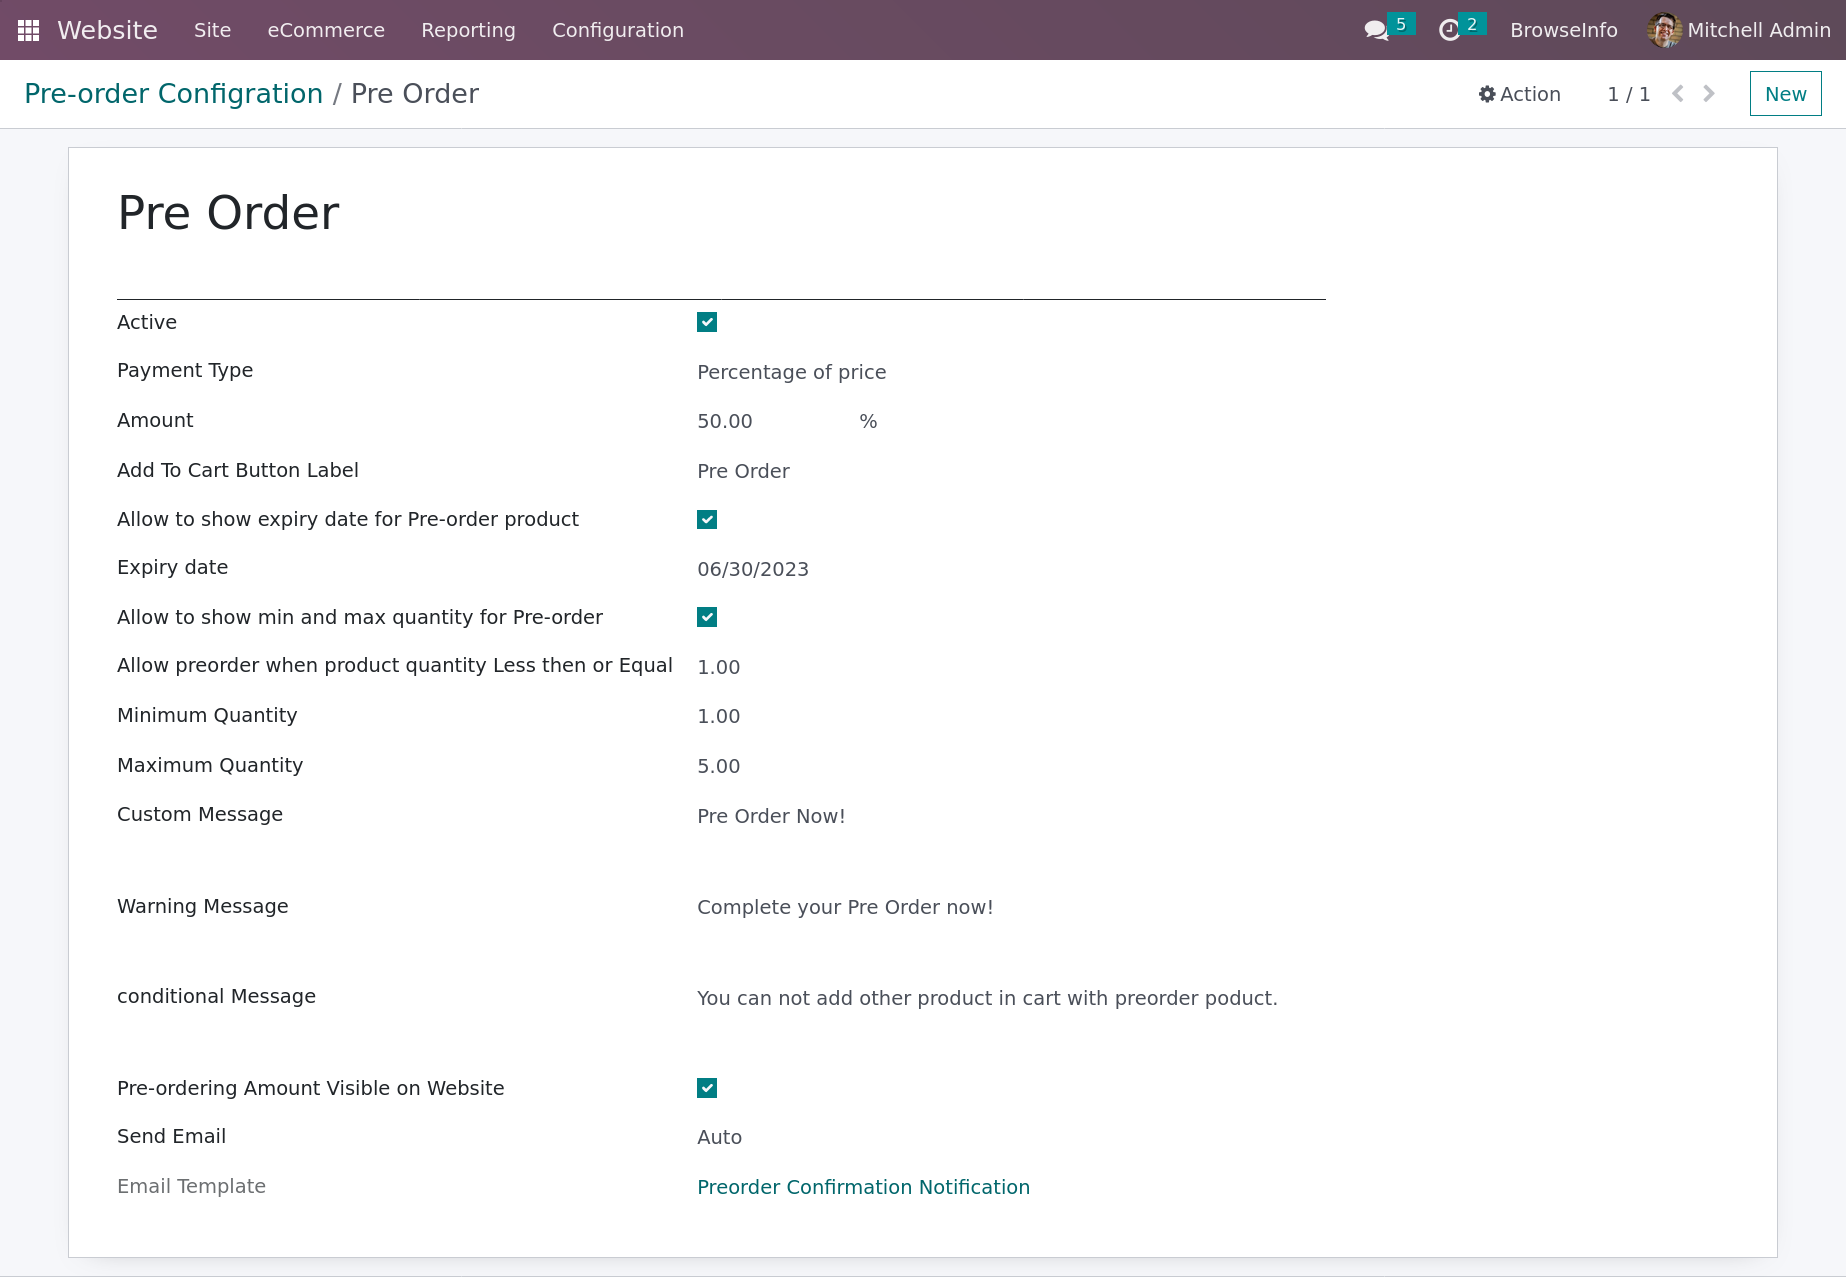 Website Site eCommerce Reporting Configuration 5 2 BrowseInfo Mitchell Admin
Pre-order Configration / Pre Order Action 1 / 1 New
Pre Order
Active
Payment Type Percentage of price
Amount 50.00 %
Add To Cart Button Label Pre Order
Allow to show expiry date for Pre-order product
Expiry date 06/30/2023
Allow to show min and max quantity for Pre-order
Allow preorder when product quantity Less then or Equal 1.00
Minimum Quantity 1.00
Maximum Quantity 5.00
Custom Message Pre Order Now!
Warning Message Complete your Pre Order now!
conditional Message You can not add other product in cart with preorder poduct.
Pre-ordering Amount Visible on Website
Send Email Auto
Email Template Preorder Confirmation Notification